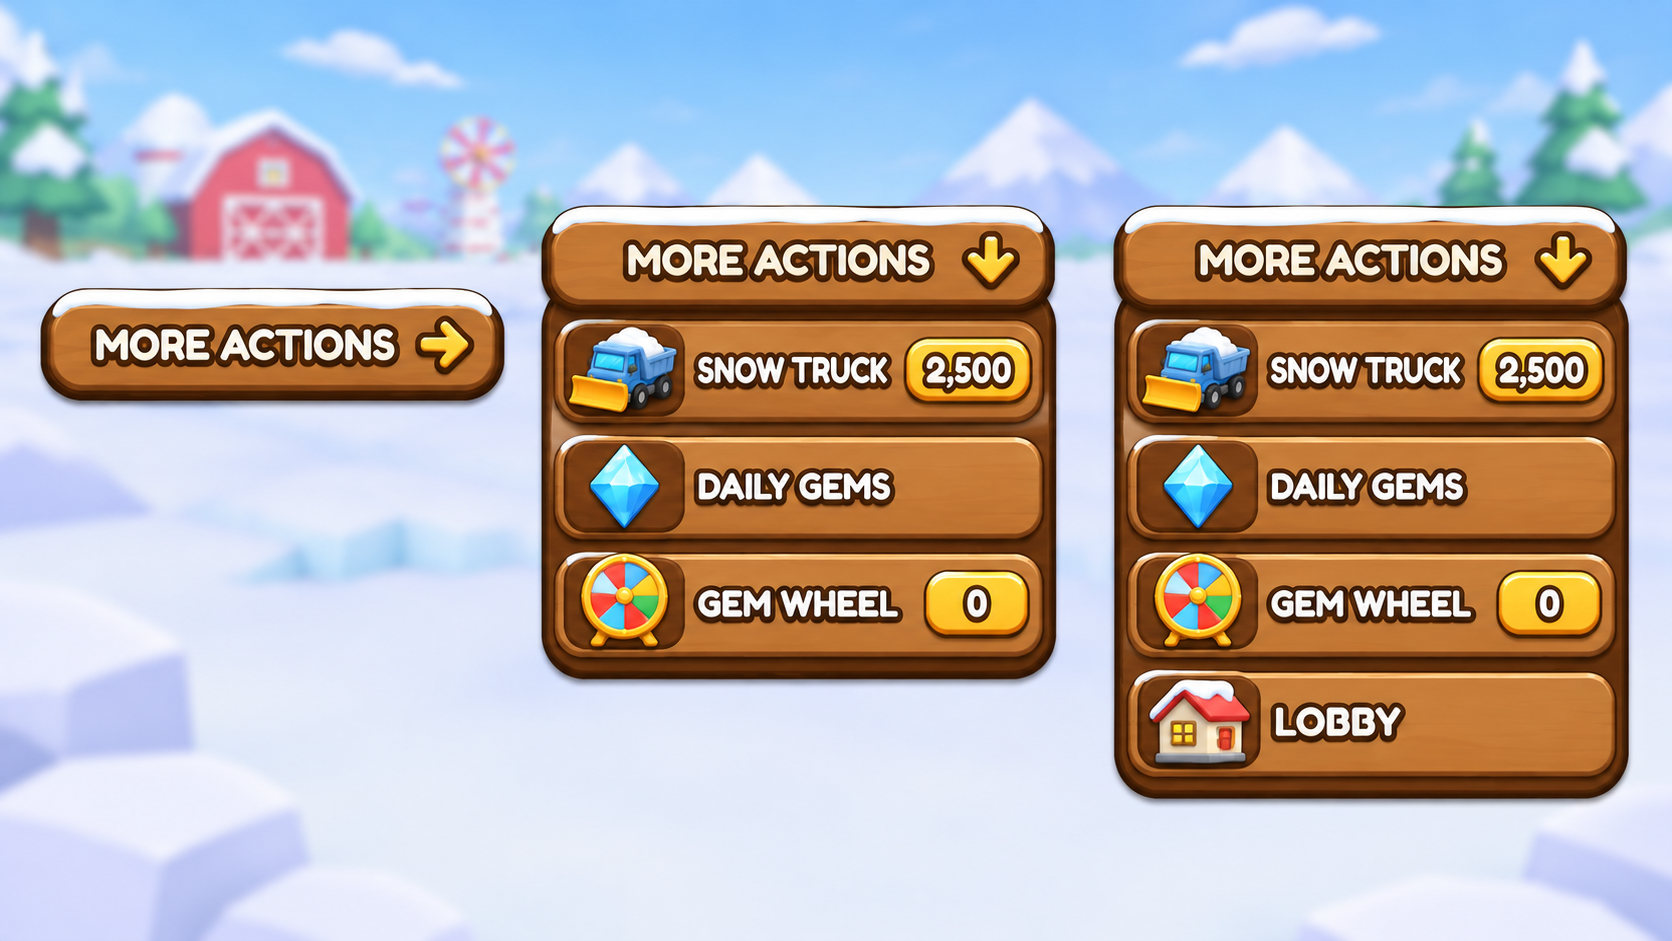 MORE ACTIONS
MORE ACTIONS
SNOW TRUCK 2,500
DAILY GEMS
GEM WHEEL 0
MORE ACTIONS
SNOW TRUCK 2,500
DAILY GEMS
GEM WHEEL 0
LOBBY